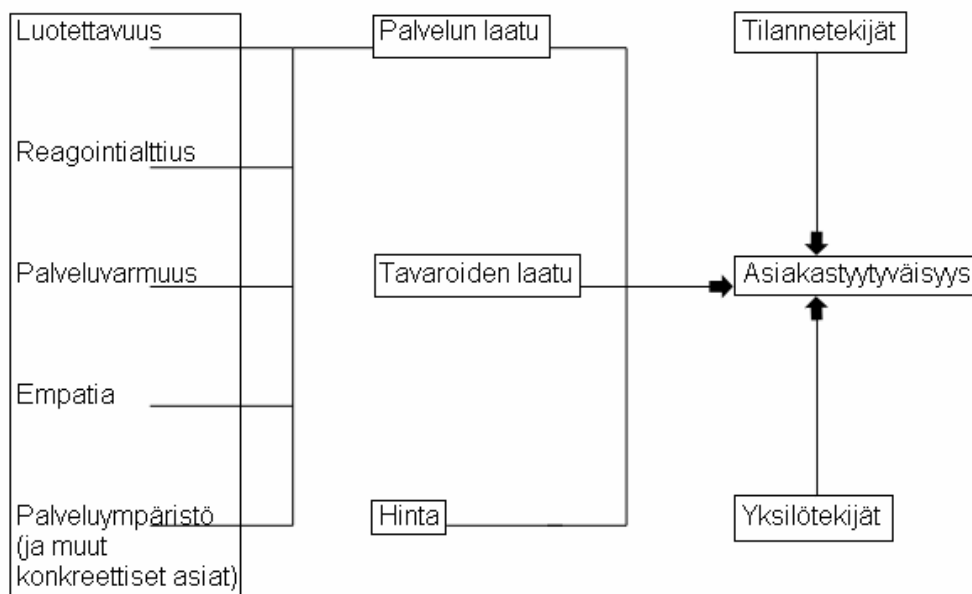 Luotettavuus
Reagointialttius
Palveluvarmuus
Empatia
Palveluympäristö
(ja muut
konkreettiset asiat)
Palvelun laatu
Tavaroiden laatu
Hinta
Tilannetekijät
Asiakastyytyväisyys
Yksilötekijät